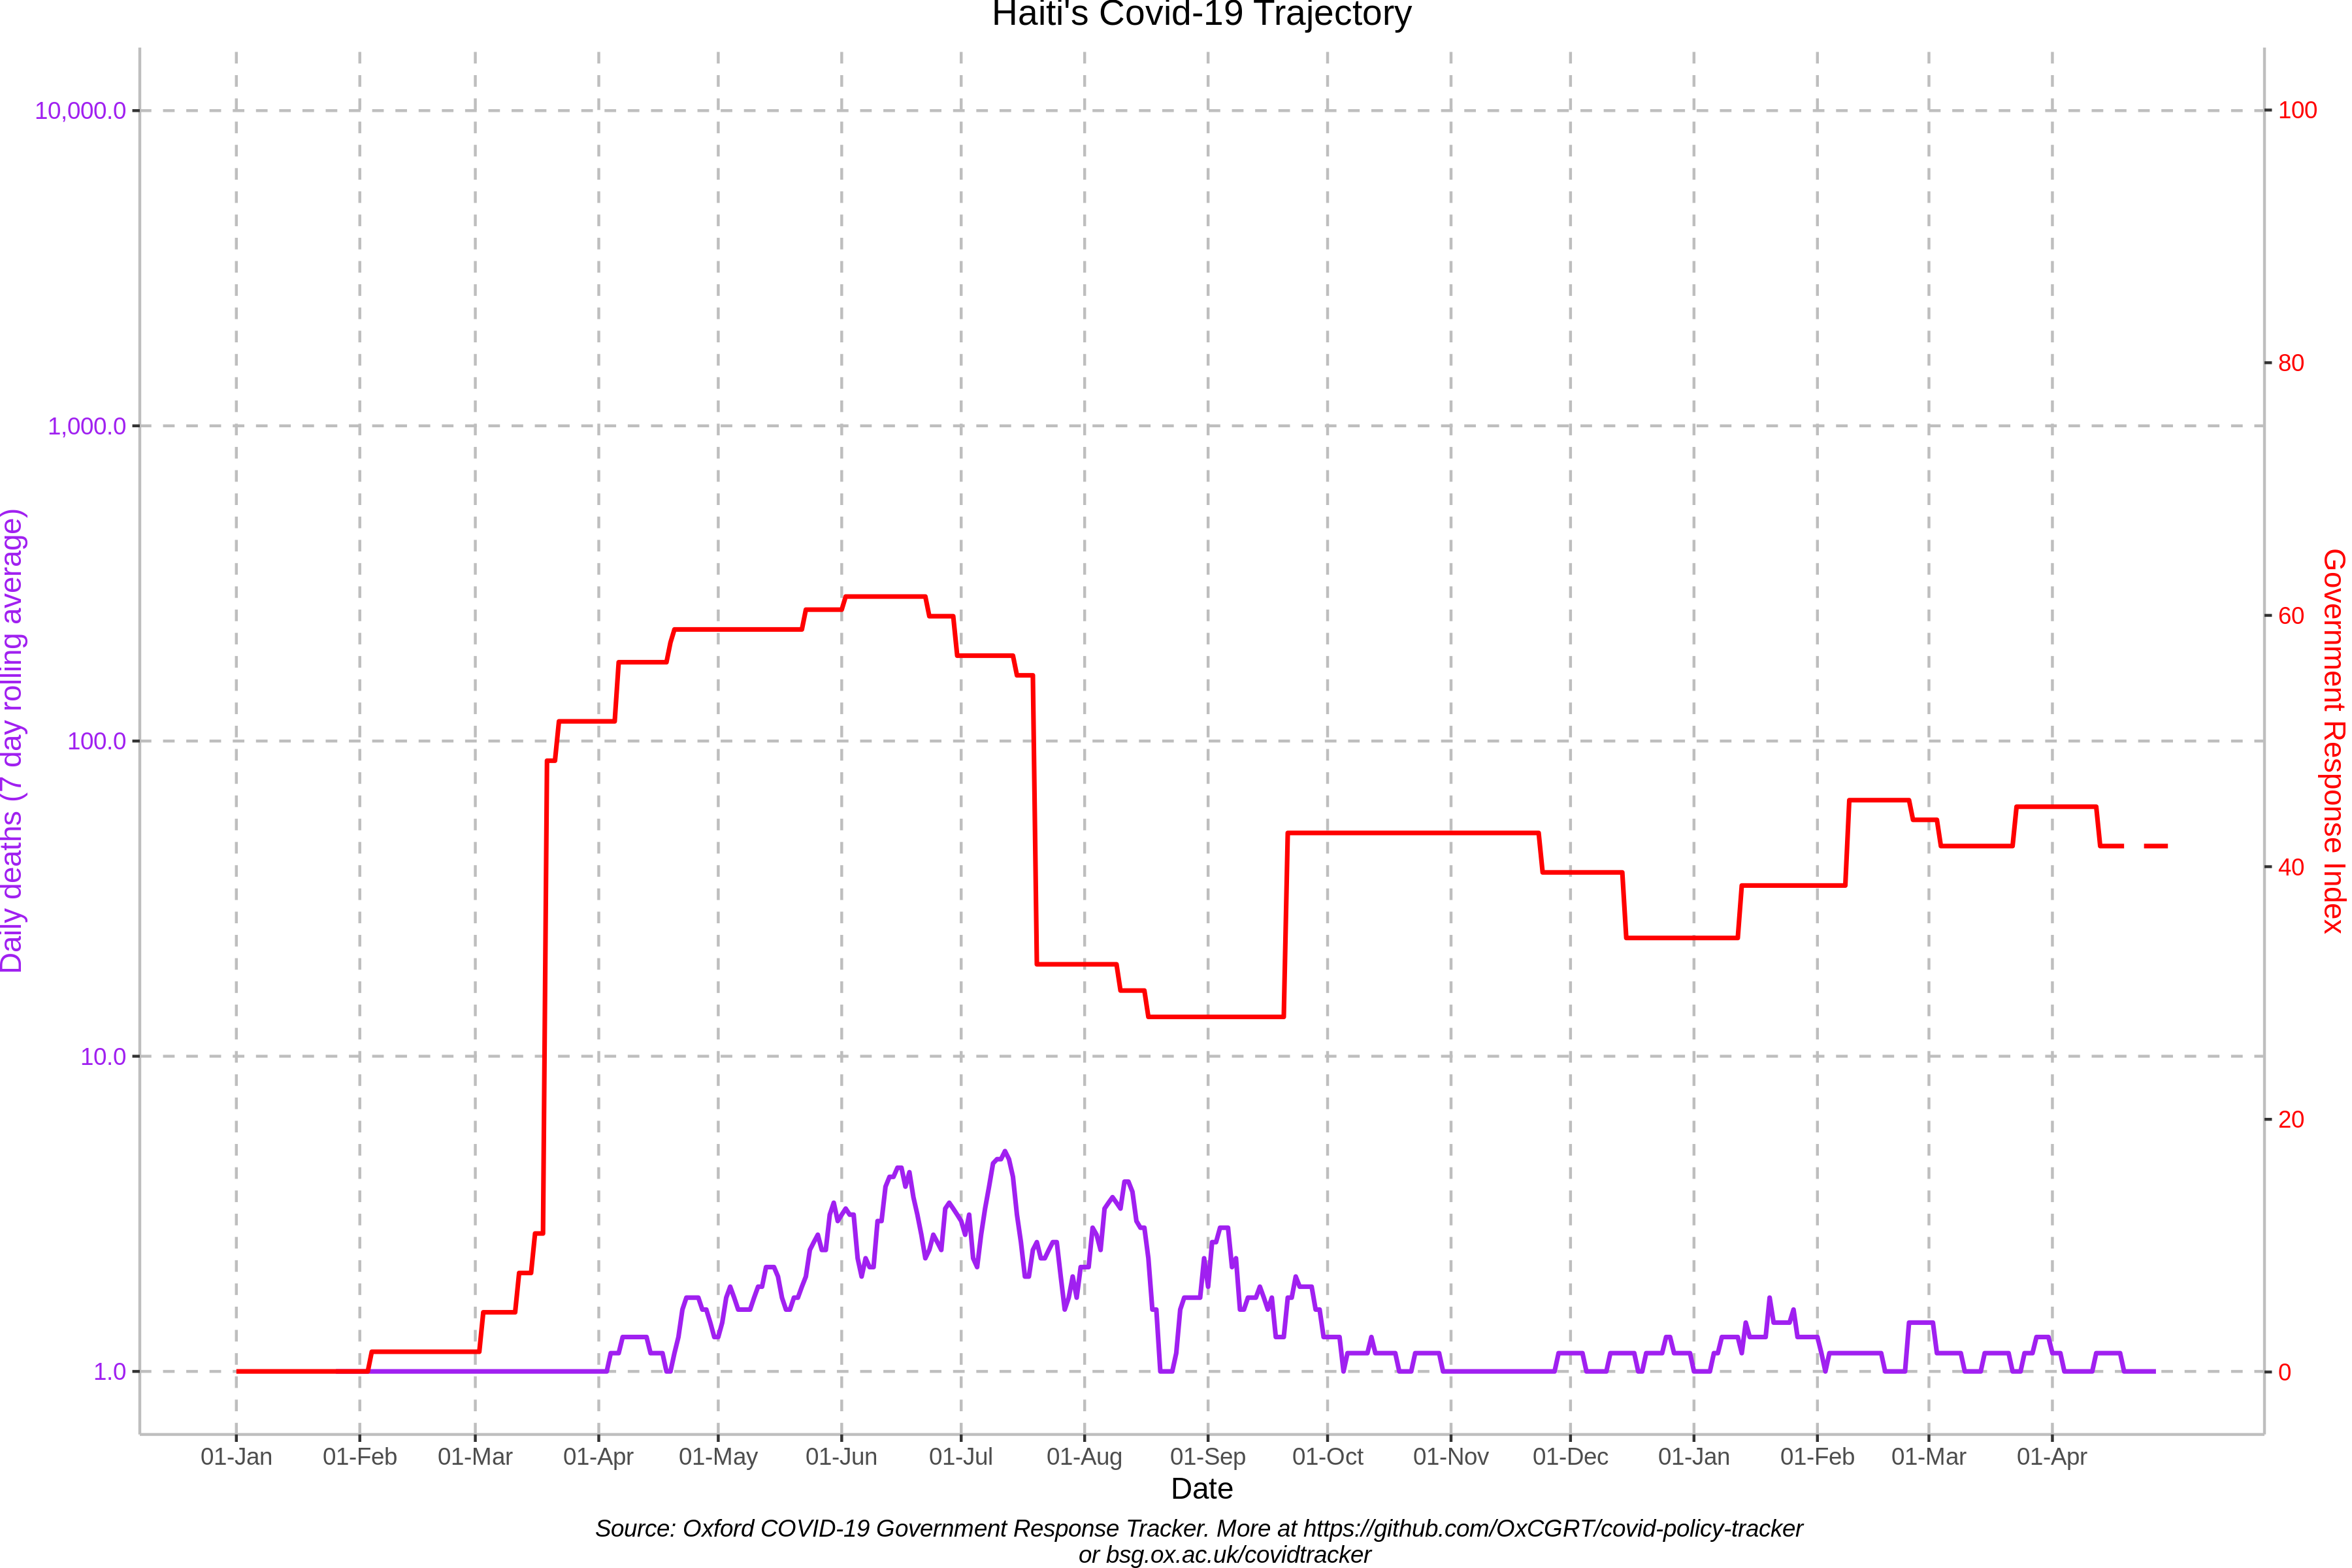 Haiti's Covid-19 Trajectory
10,000.0
1,000.0
100.0
10.0
1.0
Daily deaths (7 day rolling average)
100
80
60
40
20
0
Government Response Index
01-Jan 01-Feb 01-Mar 01-Apr 01-May 01-Jun 01-Jul 01-Aug 01-Sep 01-Oct 01-Nov 01-Dec 01-Jan 01-Feb 01-Mar 01-Apr
Date
Source: Oxford COVID-19 Government Response Tracker. More at https://github.com/OxCGRT/covid-policy-tracker
or bsg.ox.ac.uk/covidtracker